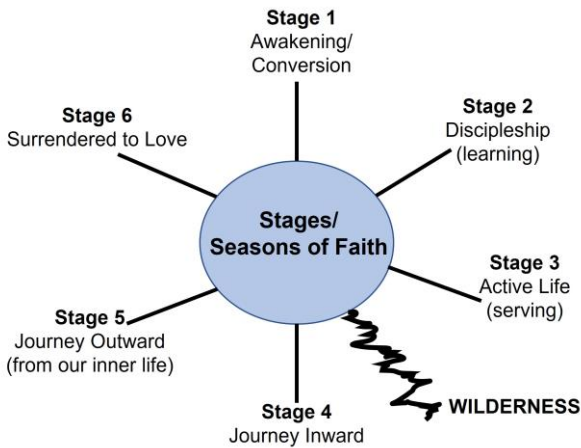 Stage 1
Awakening/
Conversion
Stage 2
Discipleship
(learning)
Stage 6
Surrendered to Love
Stages/
Seasons of Faith
Stage 3
Active Life
(serving)
Stage 5
Journey Outward
(from our inner life)
WILDERNESS
Stage 4
Journey Inward